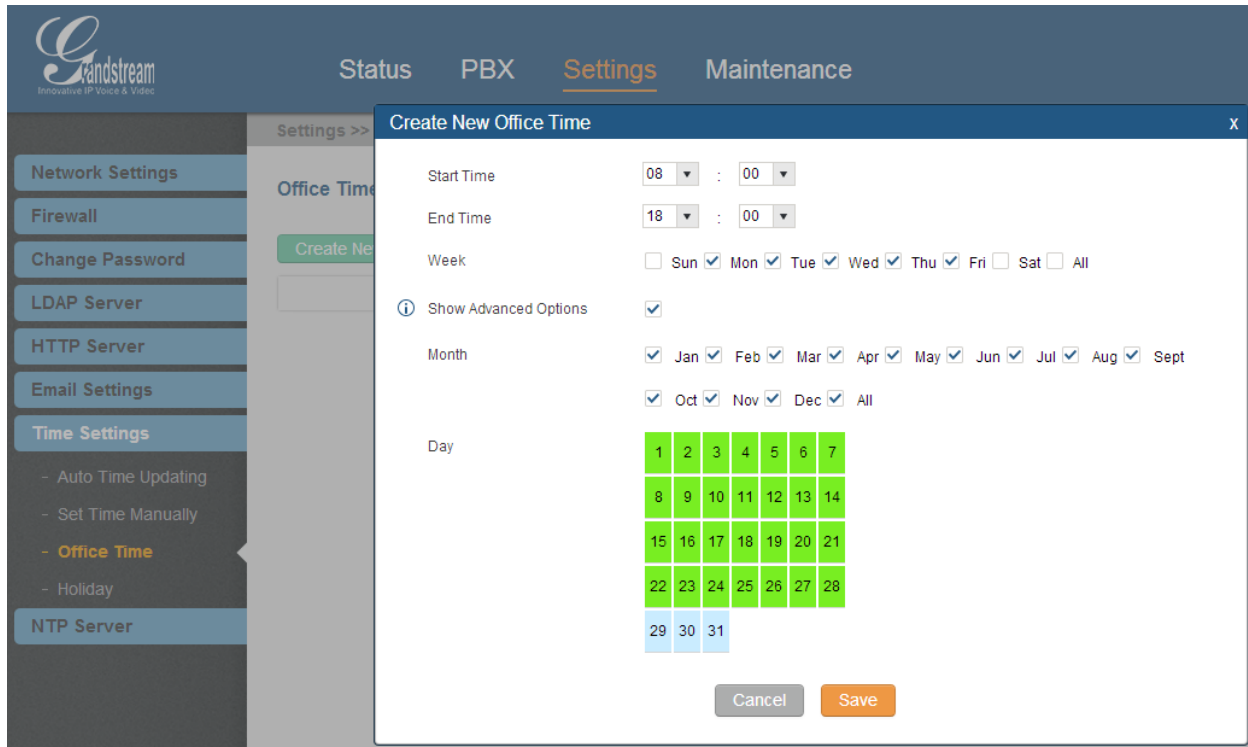 Grandstream
Innovative IP Voice & Video
Status PBX Settings Maintenance
Settings >>
Network Settings
Firewall
Change Password
LDAP Server
HTTP Server
Email Settings
Time Settings
- Auto Time Updating
- Set Time Manually
- Office Time
- Holiday
NTP Server
Office Time
Create Ne
Create New Office Time X
Start Time 08 : 00
End Time 18 : 00
Week Sun Mon Tue Wed Thu Fri Sat All
i Show Advanced Options
Month Jan Feb Mar Apr May Jun Jul Aug Sept
Oct Nov Dec All
Day
1 2 3 4 5 6 7
8 9 10 11 12 13 14
15 16 17 18 19 20 21
22 23 24 25 26 27 28
29 30 31
Cancel Save